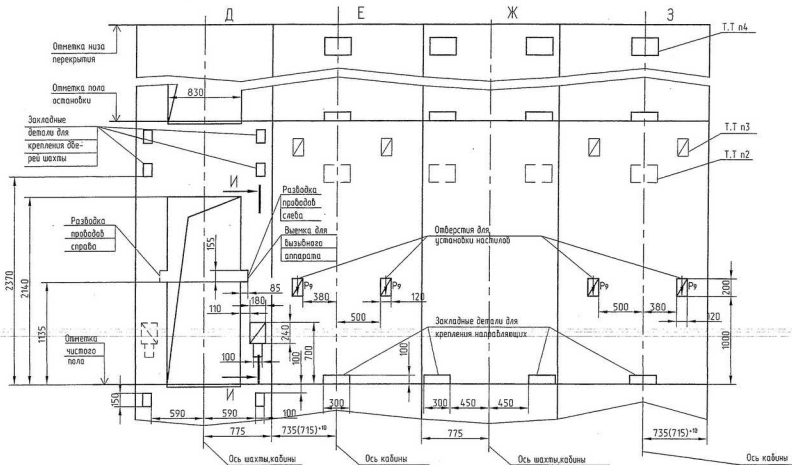 Д
Е
Ж
З
Отметка низа
перекрытия
Т.Т п4
Отметка пола
остановки
830
Закладные
детали для
крепления две-
рей шахты
Т.Т п3
Т.Т п2
И
Разводка
проводов
слева
Разводка
проводов
справа
Выемка для
вызывного
аппарата
Отверстия для
установки настилов
2370
2140
1135
155
85
180
110
240
700
100
100
Р9
Р9
Р9
Р9
380
120
500
500
380
120
200
1000
Закладные детали для
крепления направляющих
100
Отметка
чистого
пола
И
150
590
590
100
300
300
450
450
775
735(715)⁺¹⁰
775
735(715)⁺¹⁰
Ось шахты,кабины
Ось кабины
Ось шахты,кабины
Ось кабины